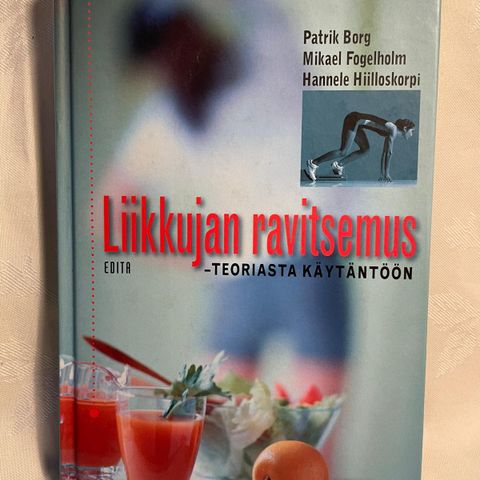 Patrik Borg
Mikael Fogelholm
Hannele Hiilloskorpi
Liikkujan ravitsemus
EDITA
–TEORIASTA KÄYTÄNTÖÖN